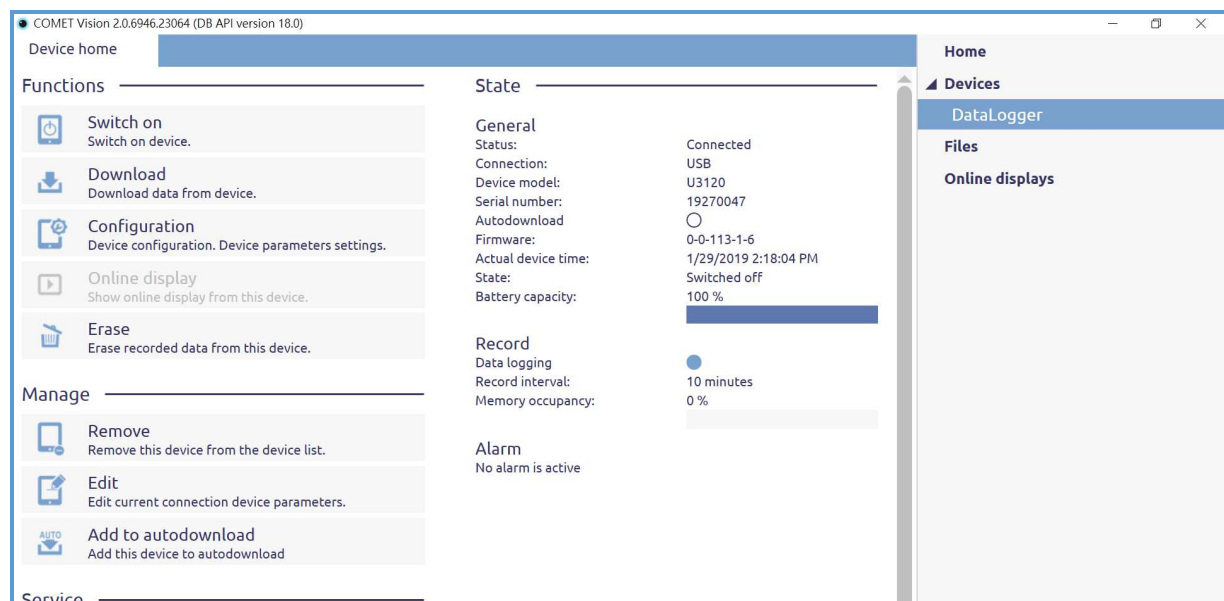 COMET Vision 2.0.6946.23064 (DB API version 18.0)
Device home
Functions
Switch on
Switch on device.
Download
Download data from device.
Configuration
Device configuration. Device parameters settings.
Online display
Show online display from this device.
Erase
Erase recorded data from this device.
Manage
Remove
Remove this device from the device list.
Edit
Edit current connection device parameters.
AUTO
Add to autodownload
Add this device to autodownload
Service
State
General
Status: Connected
Connection: USB
Device model: U3120
Serial number: 19270047
Autodownload
Firmware: 0-0-113-1-6
Actual device time: 1/29/2019 2:18:04 PM
State: Switched off
Battery capacity: 100 %
Record
Data logging
Record interval: 10 minutes
Memory occupancy: 0 %
Alarm
No alarm is active
Home
Devices
DataLogger
Files
Online displays